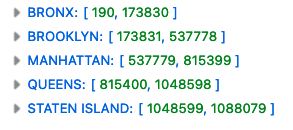 BRONX: [ 190, 173830 ]
BROOKLYN: [ 173831, 537778 ]
MANHATTAN: [ 537779, 815399 ]
QUEENS: [ 815400, 1048598 ]
STATEN ISLAND: [ 1048599, 1088079 ]